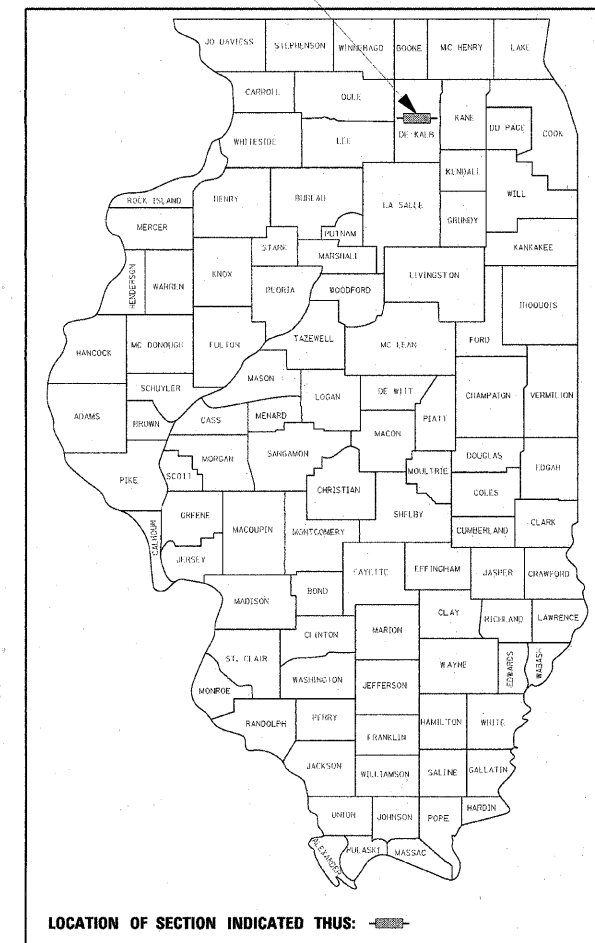 JO DAVIESS STEPHENSON WINNEBAGO BOONE MC HENRY LAKE
CARROLL OGLE KANE
DU PAGE COOK
WHITESIDE LEE DE KALB
KENDALL
WILL
ROCK ISLAND HENRY BUREAU LA SALLE
MERCER GRUNDY
PUTNAM
STARK KANKAKEE
MARSHALL
HENDERSON WARREN KNOX LIVINGSTON
PEORIA WOODFORD IROQUOIS
HANCOCK MC DONOUGH FULTON TAZEWELL MC LEAN FORD
MASON
SCHUYLER LOGAN DE WITT CHAMPAIGN VERMILION
ADAMS BROWN CASS MENARD PIATT
MACON
MORGAN SANGAMON DOUGLAS
PIKE SCOTT MOULTRIE EDGAR
CHRISTIAN COLES
GREENE MACOUPIN SHELBY
CALHOUN MONTGOMERY CUMBERLAND CLARK
JERSEY
FAYETTE EFFINGHAM JASPER CRAWFORD
MADISON BOND
CLAY
RICHLAND LAWRENCE
CLINTON MARION
ST. CLAIR WAYNE EDWARDS WABASH
WASHINGTON JEFFERSON
MONROE
RANDOLPH PERRY HAMILTON WHITE
FRANKLIN
JACKSON
WILLIAMSON SALINE GALLATIN
HARDIN
UNION JOHNSON POPE
ALEXANDER PULASKI MASSAC
LOCATION OF SECTION INDICATED THUS: